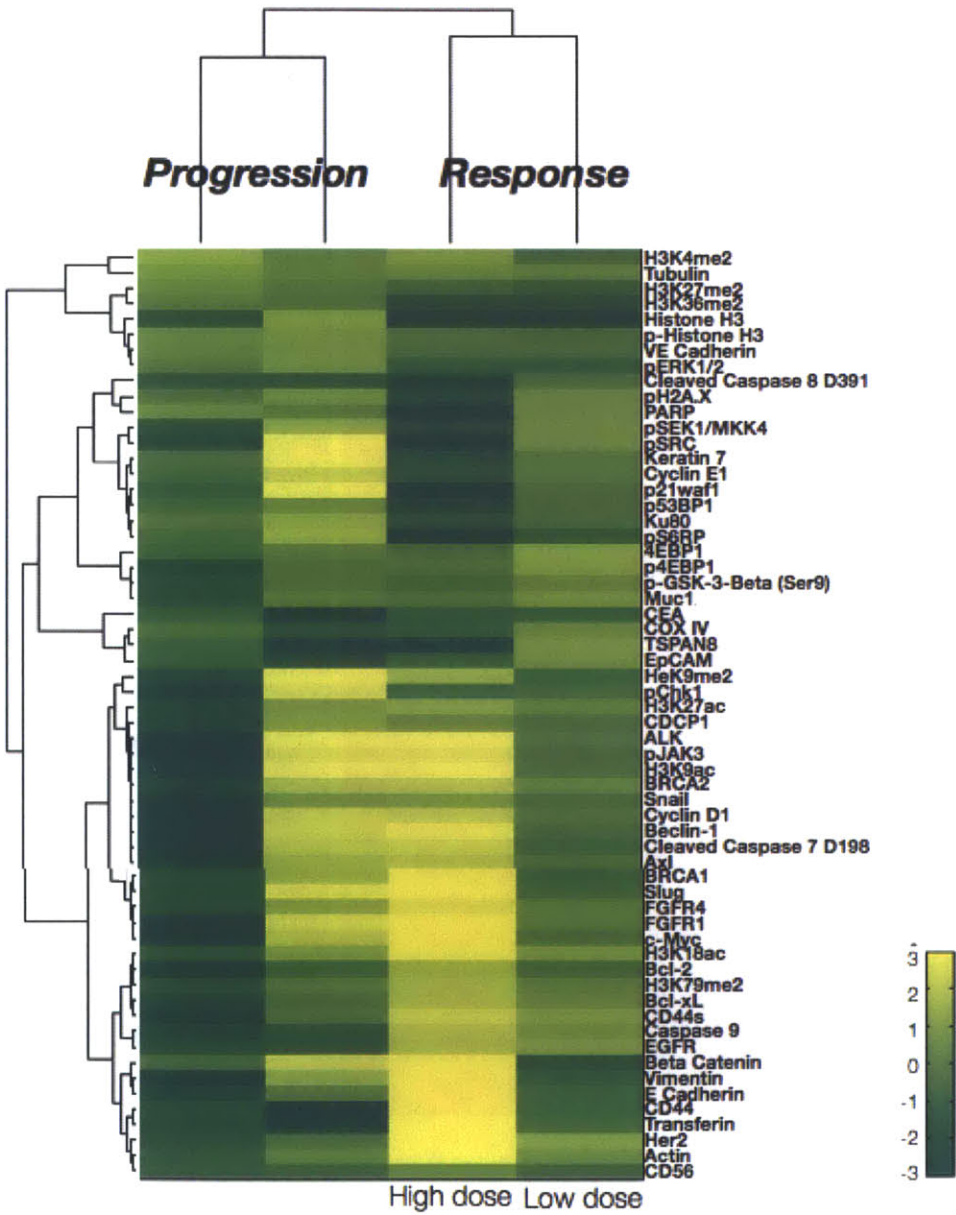 Progression Response
H3K4me2
Tubulin
H3K27me2
H3K36me2
Histone H3
p-Histone H3
VE Cadherin
pERK1/2
Cleaved Caspase 8 D391
pH2A.X
PARP
pSEK1/MKK4
pSRC
Keratin 7
Cyclin E1
p21waf1
p53BP1
Ku80
pS6RP
4EBP1
p4EBP1
p-GSK-3-Beta (Ser9)
Muc1
CEA
COX IV
TSPAN8
EpCAM
HeK9me2
pChk1
H3K27ac
CDCP1
ALK
pJAK3
H3K9ac
BRCA2
Snail
Cyclin D1
Beclin-1
Cleaved Caspase 7 D198
Axl
BRCA1
Slug
FGFR4
FGFR1
c-Myc
H3K18ac
Bcl-2
H3K79me2
Bcl-xL
CD44s
Caspase 9
EGFR
Beta Catenin
Vimentin
E Cadherin
CD44
Transferin
Her2
Actin
CD56
3
2
1
0
-1
-2
-3
High dose Low dose